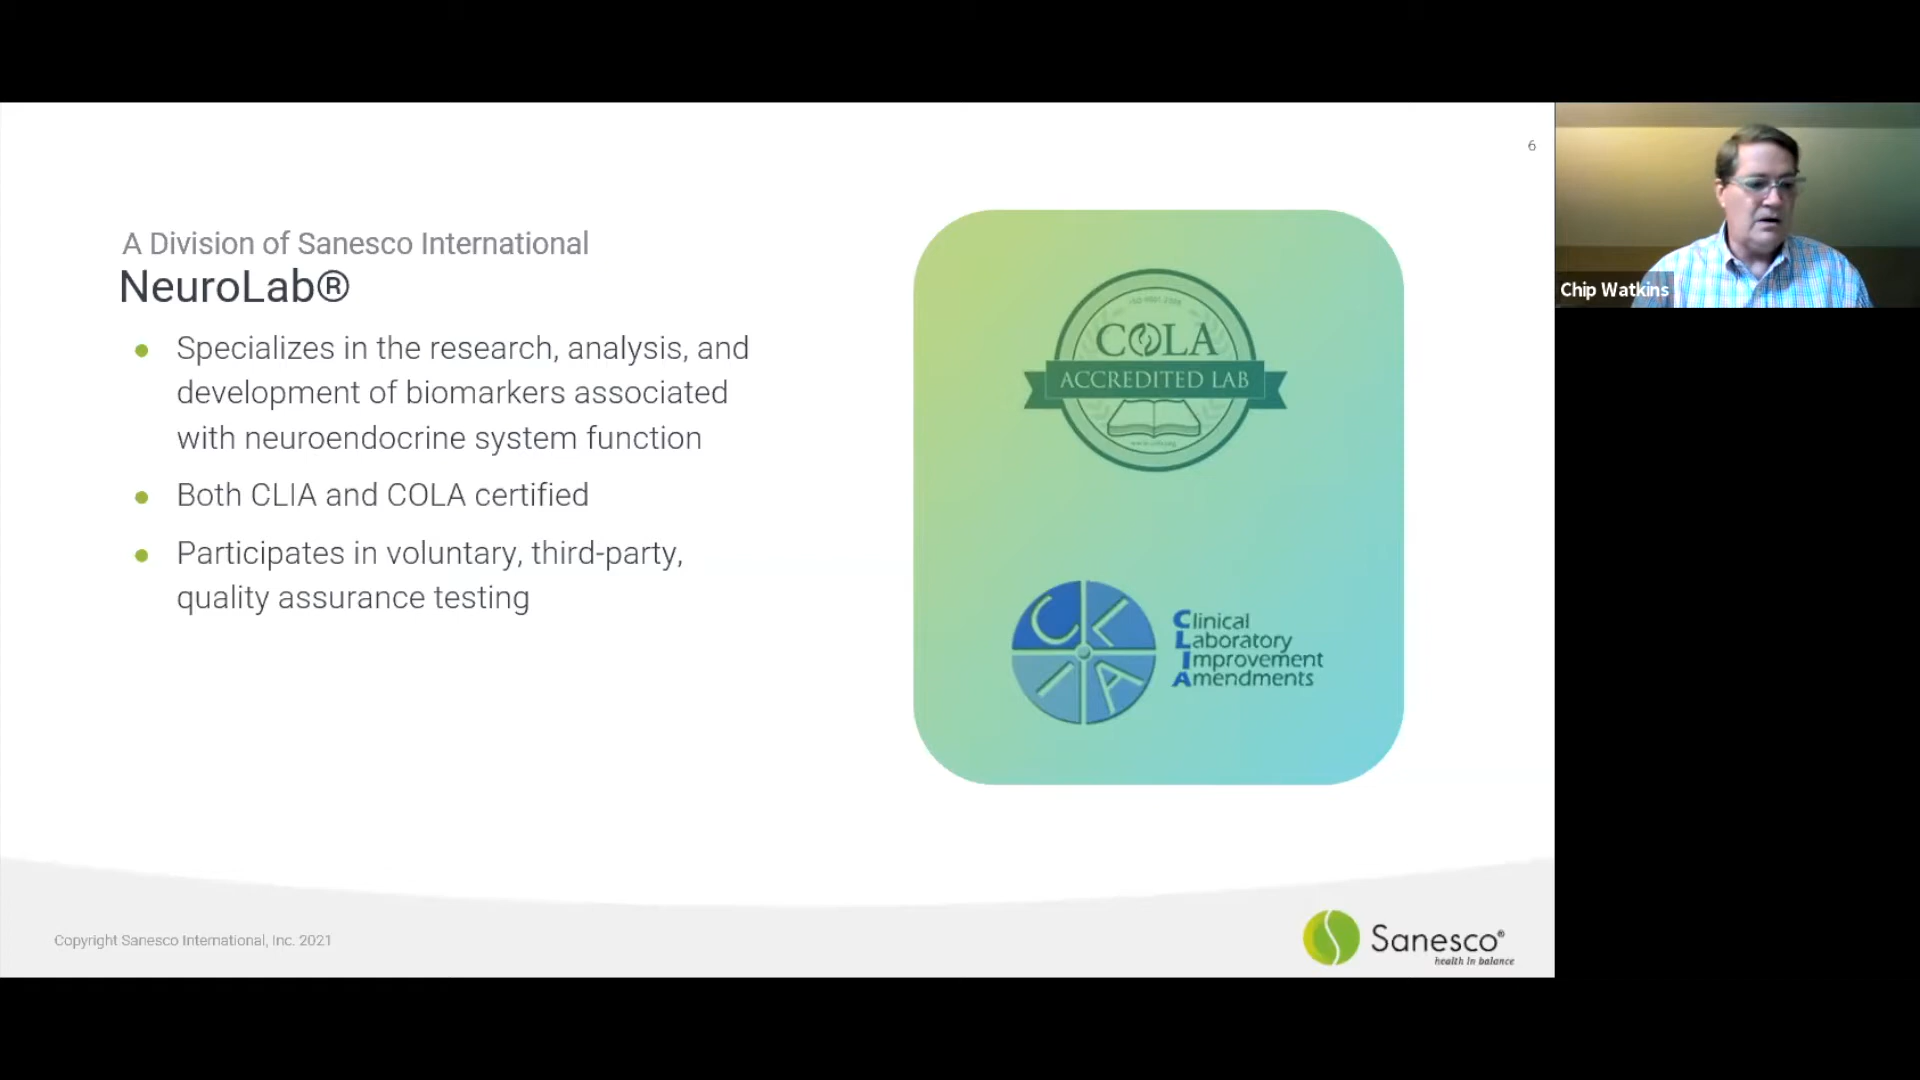 6
A Division of Sanesco International
NeuroLab®
Specializes in the research, analysis, and
development of biomarkers associated
with neuroendocrine system function
Both CLIA and COLA certified
Participates in voluntary, third-party,
quality assurance testing
COLA
ACCREDITED LAB
CLIA
Clinical
Laboratory
Improvement
Amendments
Chip Watkins
Copyright Sanesco International, Inc. 2021
Sanesco®
health in balance